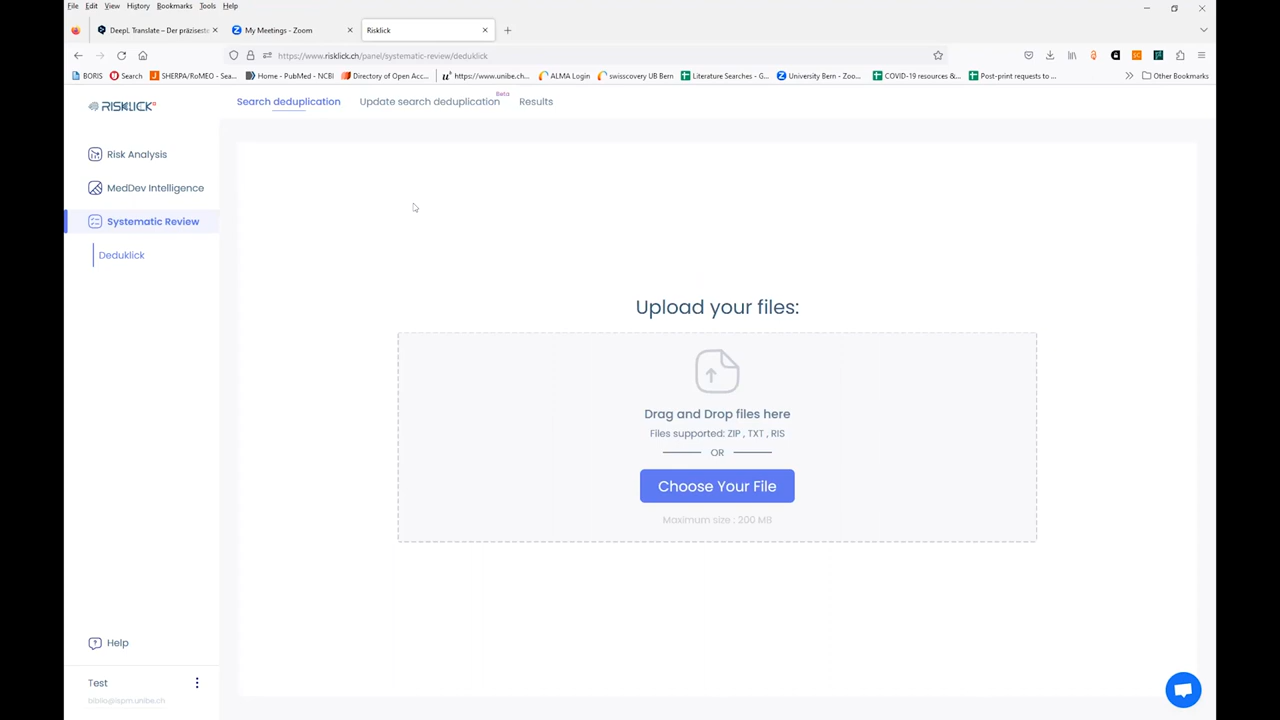 File Edit View History Bookmarks Tools Help
DeepL Translate – Der präziseste
My Meetings - Zoom
Risklick
https://www.risklick.ch/panel/systematic-review/deduklick
BORIS
Search
SHERPA/RoMEO - Sea...
Home - PubMed - NCBI
Directory of Open Acce...
https://www.unibe.ch...
ALMA Login
swisscovery UB Bern
Literature Searches - G...
University Bern - Zoo...
COVID-19 resources &...
Post-print requests to ...
Other Bookmarks
RISKLICK
Search deduplication
Update search deduplication
Beta
Results
Risk Analysis
MedDev Intelligence
Systematic Review
Deduklick
Upload your files:
Drag and Drop files here
Files supported: ZIP , TXT , RIS
OR
Choose Your File
Maximum size : 200 MB
Help
Test
biblio@ispm.unibe.ch